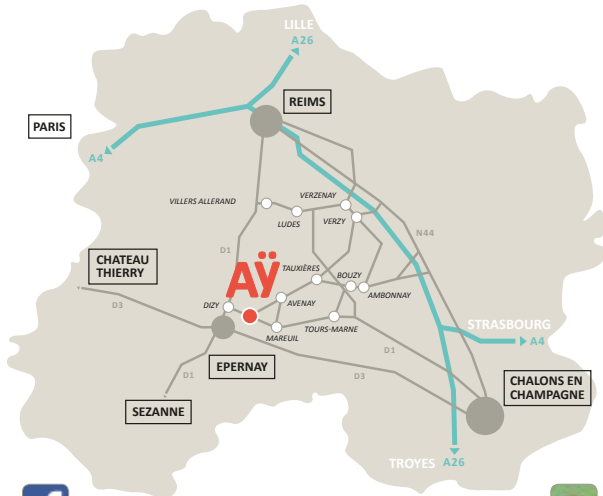 LILLE
A26
REIMS
PARIS
A4
VILLERS ALLERAND
VERZENAY
LUDES
VERZY
N44
D1
CHATEAU
THIERRY
AŸ
TAUXIÈRES
BOUZY
AMBONNAY
D3
DIZY
AVENAY
STRASBOURG
A4
MAREUIL
TOURS-MARNE
D1
EPERNAY
D1
D3
CHALONS EN
CHAMPAGNE
SEZANNE
TROYES A26
f